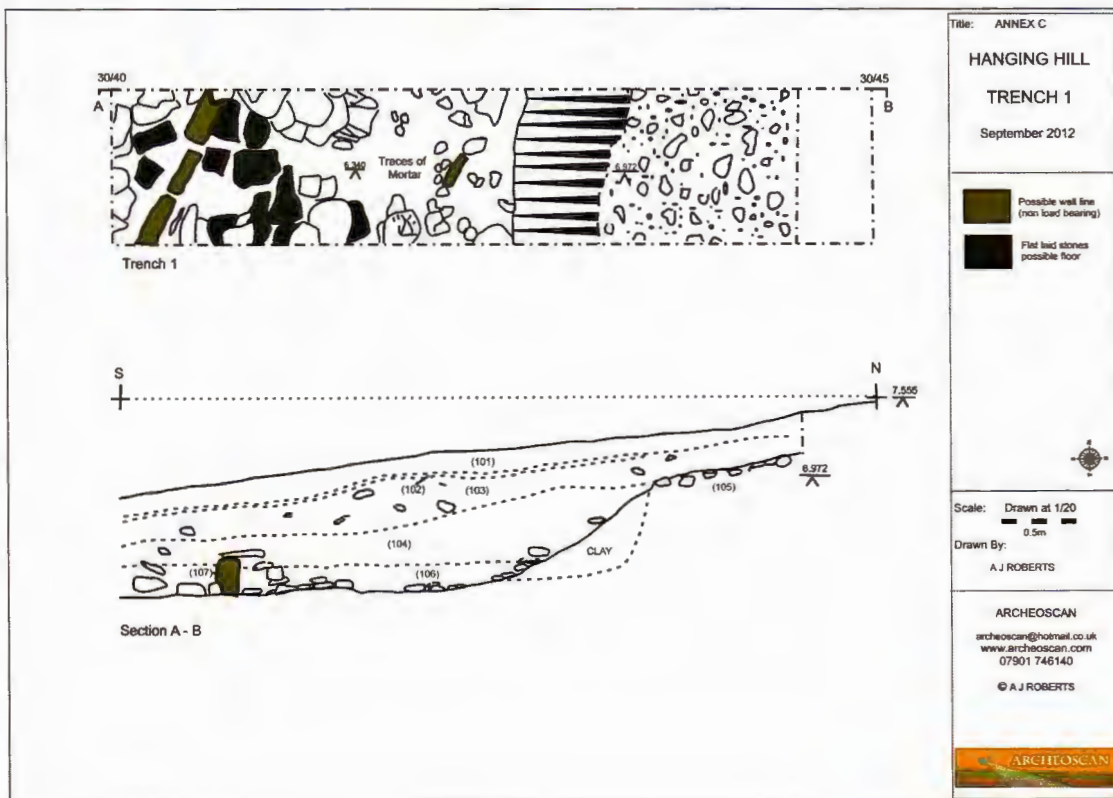 30/40
30/45
A
B
6.340
Traces of
Mortar
6.972
Trench 1
S
N
7.555
(101)
(102)
(103)
6.972
(105)
(104)
CLAY
(107)
(106)
Section A - B
Title: ANNEX C
HANGING HILL
TRENCH 1
September 2012
Possible wall line
(non load bearing)
Flat laid stones
possible floor
Scale: Drawn at 1/20
0.5m
Drawn By:
A J ROBERTS
ARCHEOSCAN
archeoscan@hotmail.co.uk
www.archeoscan.com
07901 746140
© A J ROBERTS
ARCHEOSCAN